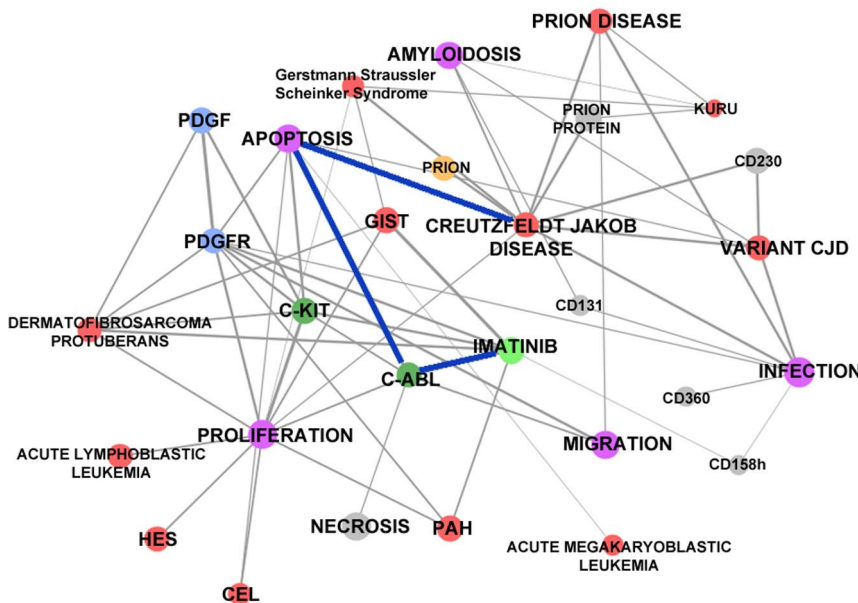 PRION DISEASE
AMYLOIDOSIS
Gerstmann Straussler
Scheinker Syndrome
PRION
PROTEIN
KURU
PDGF
APOPTOSIS
PRION
CD230
GIST
CREUTZFELDT JAKOB
DISEASE
PDGFR
VARIANT CJD
CD131
C-KIT
DERMATOFIBROSARCOMA
PROTUBERANS
IMATINIB
C-ABL
INFECTION
CD360
PROLIFERATION
MIGRATION
ACUTE LYMPHOBLASTIC
LEUKEMIA
CD158h
NECROSIS
PAH
HES
ACUTE MEGAKARYOBLASTIC
LEUKEMIA
CEL